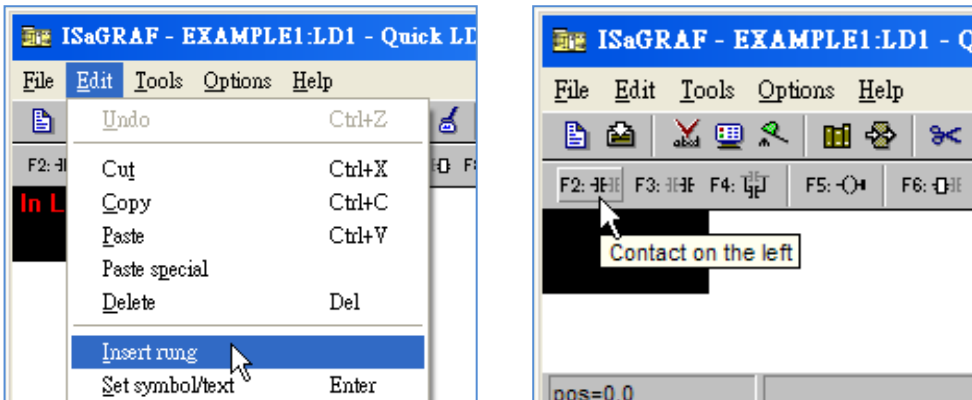 ISaGRAF - EXAMPLE1:LD1 - Quick LD
File Edit Tools Options Help
Undo Ctrl+Z
F2:
Cut Ctrl+X
In L
Copy Ctrl+C
Paste Ctrl+V
Paste special
Delete Del
Insert rung
Set symbol/text Enter
ISaGRAF - EXAMPLE1:LD1 - Q
File Edit Tools Options Help
abcd
F2: F3: F4: F5: F6:
Contact on the left
pos=0,0